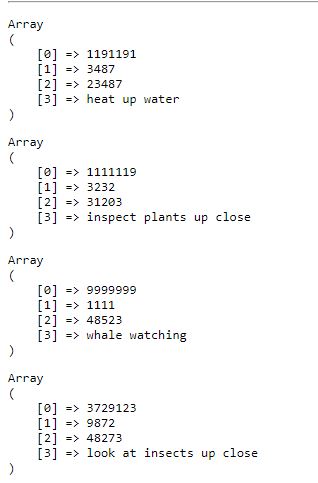 Array
(
[0] => 1191191
[1] => 3487
[2] => 23487
[3] => heat up water
)
Array
(
[0] => 1111119
[1] => 3232
[2] => 31203
[3] => inspect plants up close
)
Array
(
[0] => 9999999
[1] => 1111
[2] => 48523
[3] => whale watching
)
Array
(
[0] => 3729123
[1] => 9872
[2] => 48273
[3] => look at insects up close
)